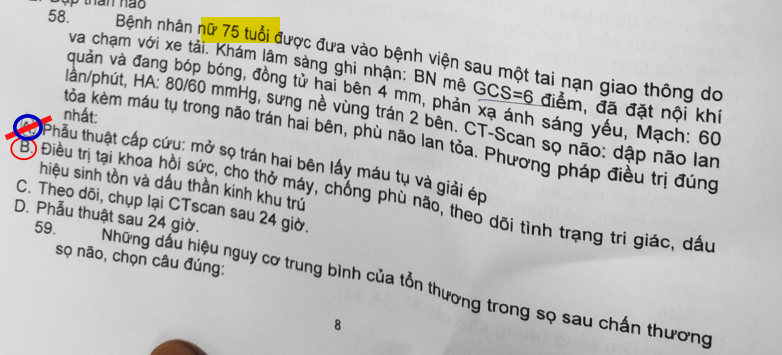 58. Bệnh nhân nữ 75 tuổi được đưa vào bệnh viện sau một tai nạn giao thông do
va chạm với xe tải. Khám lâm sàng ghi nhận: BN mê GCS=6 điểm, đã đặt nội khí
quản và đang bóp bóng, đồng tử hai bên 4 mm, phản xạ ánh sáng yếu, Mạch: 60
lần/phút, HA: 80/60 mmHg, sưng nề vùng trán 2 bên. CT-Scan sọ não: dập não lan
tỏa kèm máu tụ trong não trán hai bên, phù não lan tỏa. Phương pháp điều trị đúng
nhất:
A. Phẫu thuật cấp cứu: mở sọ trán hai bên lấy máu tụ và giải ép
B. Điều trị tại khoa hồi sức, cho thở máy, chống phù não, theo dõi tình trạng tri giác, dấu
hiệu sinh tồn và dấu thần kinh khu trú
C. Theo dõi, chụp lại CTscan sau 24 giờ.
D. Phẫu thuật sau 24 giờ.
59. Những dấu hiệu nguy cơ trung bình của tổn thương trong sọ sau chấn thương
sọ não, chọn câu đúng:
8